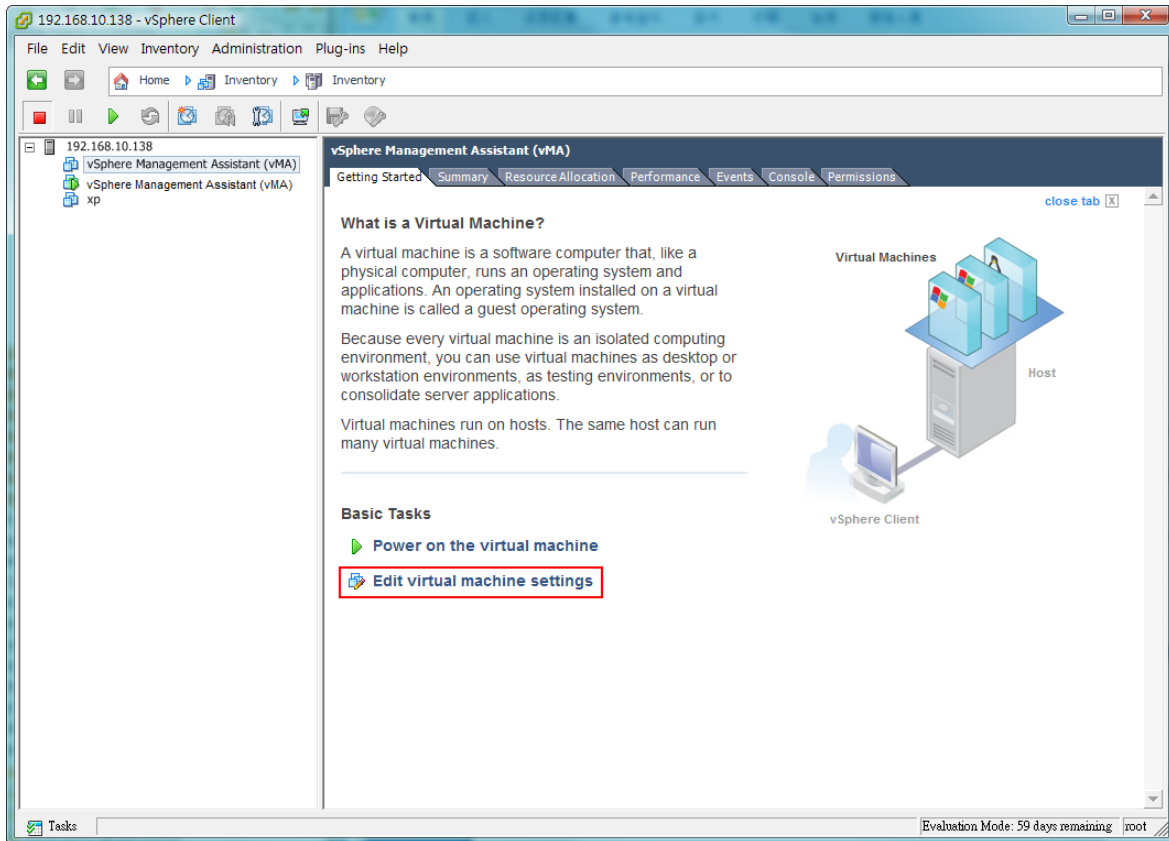 192.168.10.138 - vSphere Client
File Edit View Inventory Administration Plug-ins Help
Home Inventory Inventory
192.168.10.138
vSphere Management Assistant (vMA)
vSphere Management Assistant (vMA)
xp
vSphere Management Assistant (vMA)
Getting Started Summary Resource Allocation Performance Events Console Permissions
close tab X
What is a Virtual Machine?
A virtual machine is a software computer that, like a
physical computer, runs an operating system and
applications. An operating system installed on a virtual
machine is called a guest operating system.
Because every virtual machine is an isolated computing
environment, you can use virtual machines as desktop or
workstation environments, as testing environments, or to
consolidate server applications.
Virtual machines run on hosts. The same host can run
many virtual machines.
Virtual Machines
Host
vSphere Client
Basic Tasks
Power on the virtual machine
Edit virtual machine settings
Tasks
Evaluation Mode: 59 days remaining root